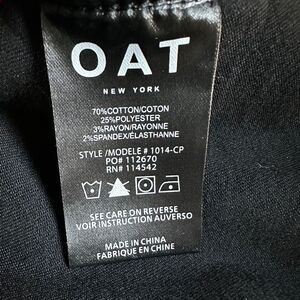 OAT
NEW YORK
70%COTTON/COTON
25%POLYESTER
3%RAYON/RAYONNE
2%SPANDEX/ÉLASTHANNE
STYLE/MODELE # 1014-CP
PO# 112670
RN# 114542
SEE CARE ON REVERSE
VOIR INSTRUCTION AUVERSO
MADE IN CHINA
FABRIQUE EN CHINE